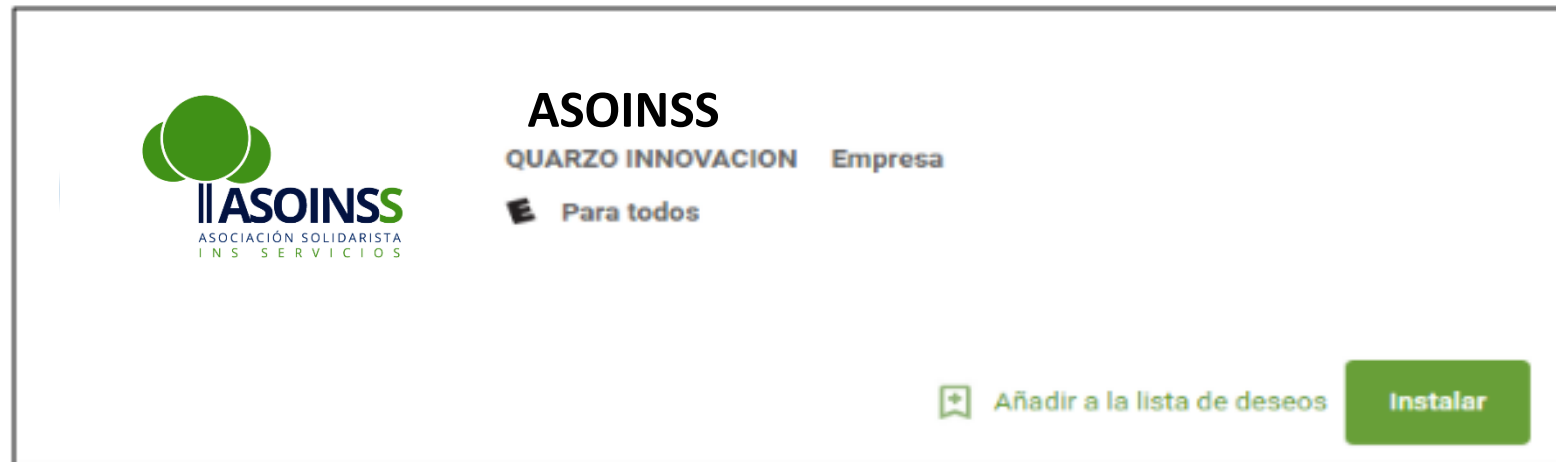 ASOINSS
ASOCIACIÓN SOLIDARISTA
INS SERVICIOS
ASOINSS
QUARZO INNOVACION Empresa
E Para todos
Añadir a la lista de deseos Instalar